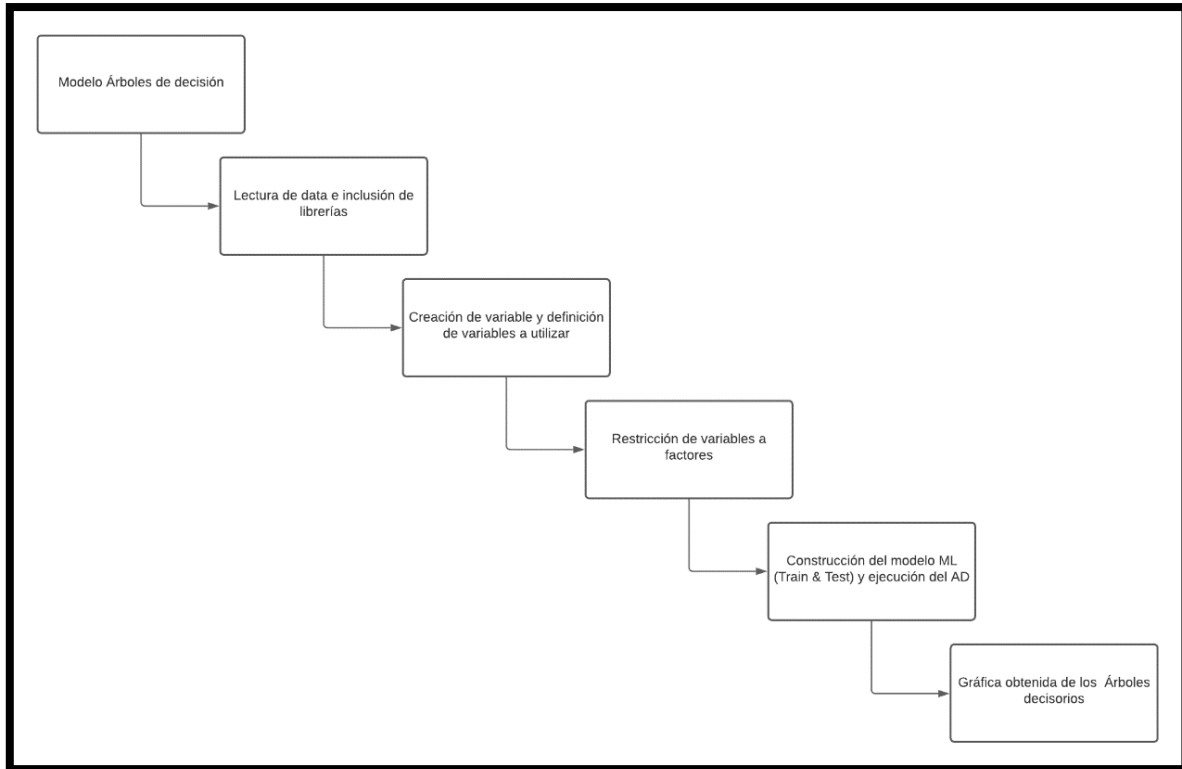 Modelo Árboles de decisión
Lectura de data e inclusión de
librerías
Creación de variable y definición
de variables a utilizar
Restricción de variables a
factores
Construcción del modelo ML
(Train & Test) y ejecución del AD
Gráfica obtenida de los Árboles
decisorios